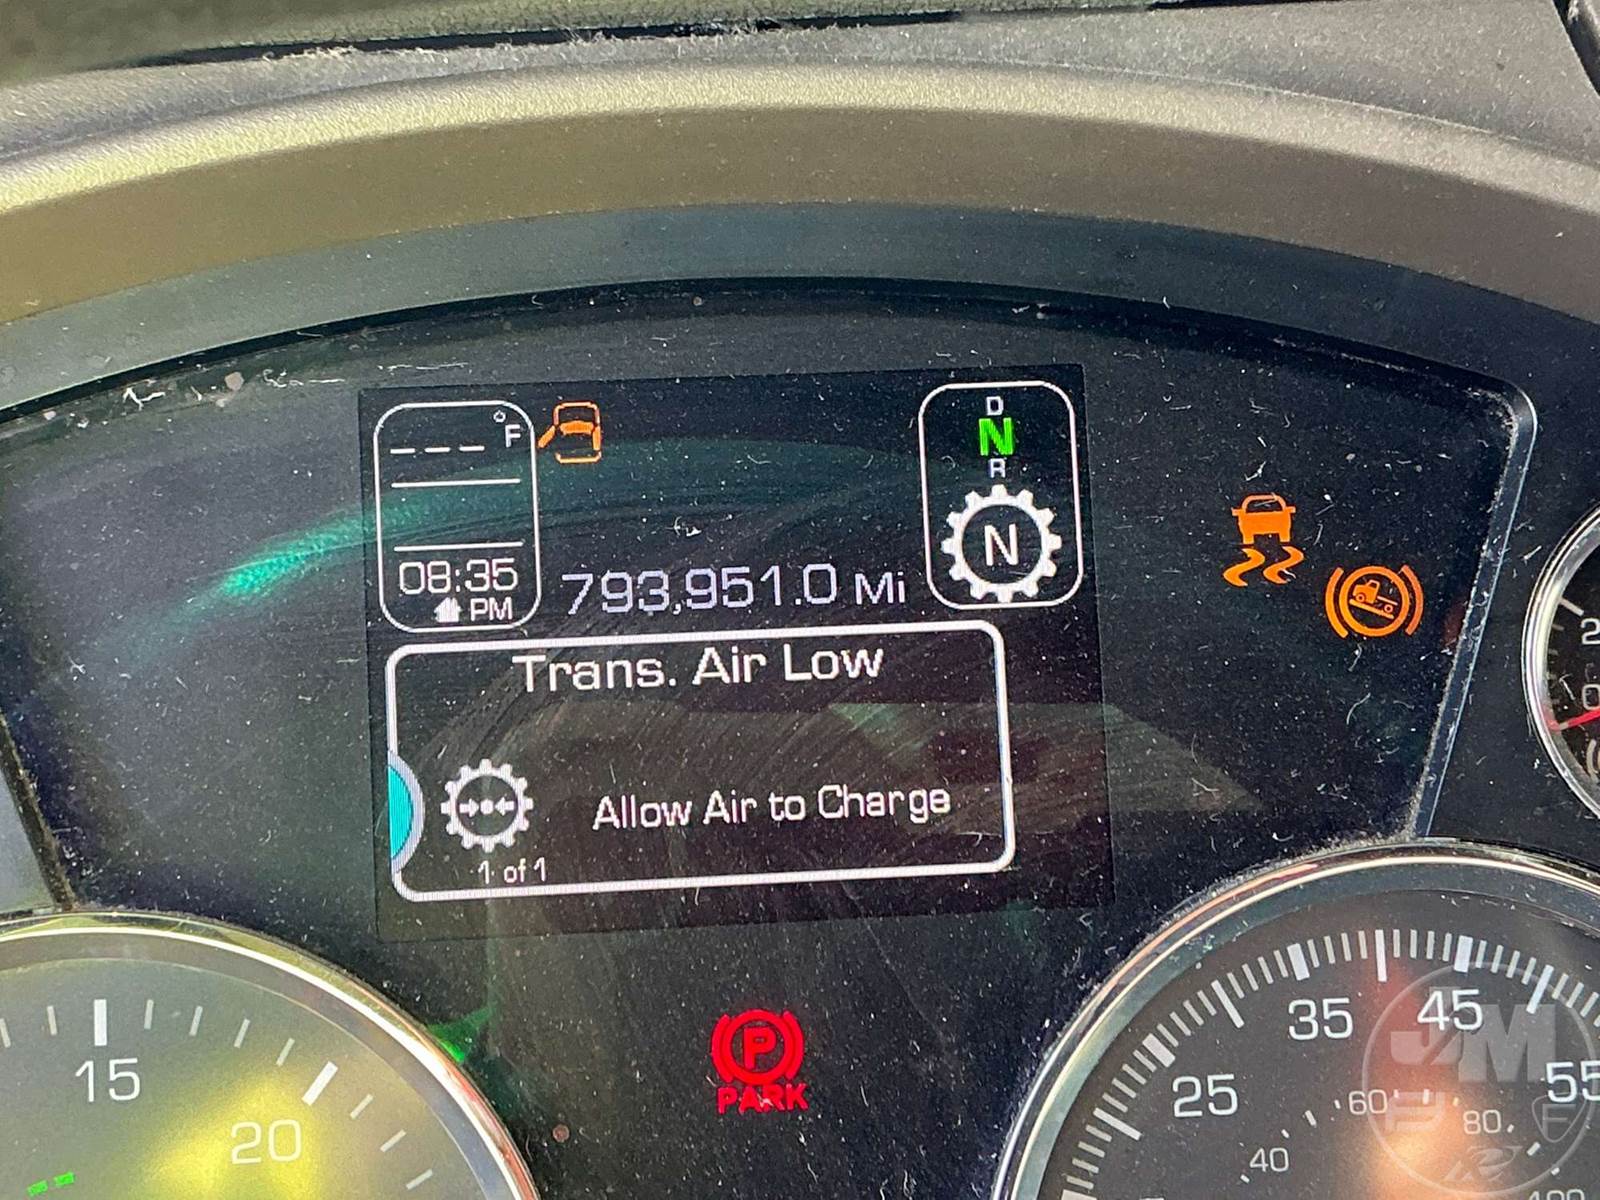 °F
---
08:35
PM
793,951.0 Mi
D
N
R
N
Trans. Air Low
Allow Air to Charge
1 of 1
P
PARK
15
20
25
35
45
55
40
60
80
JM